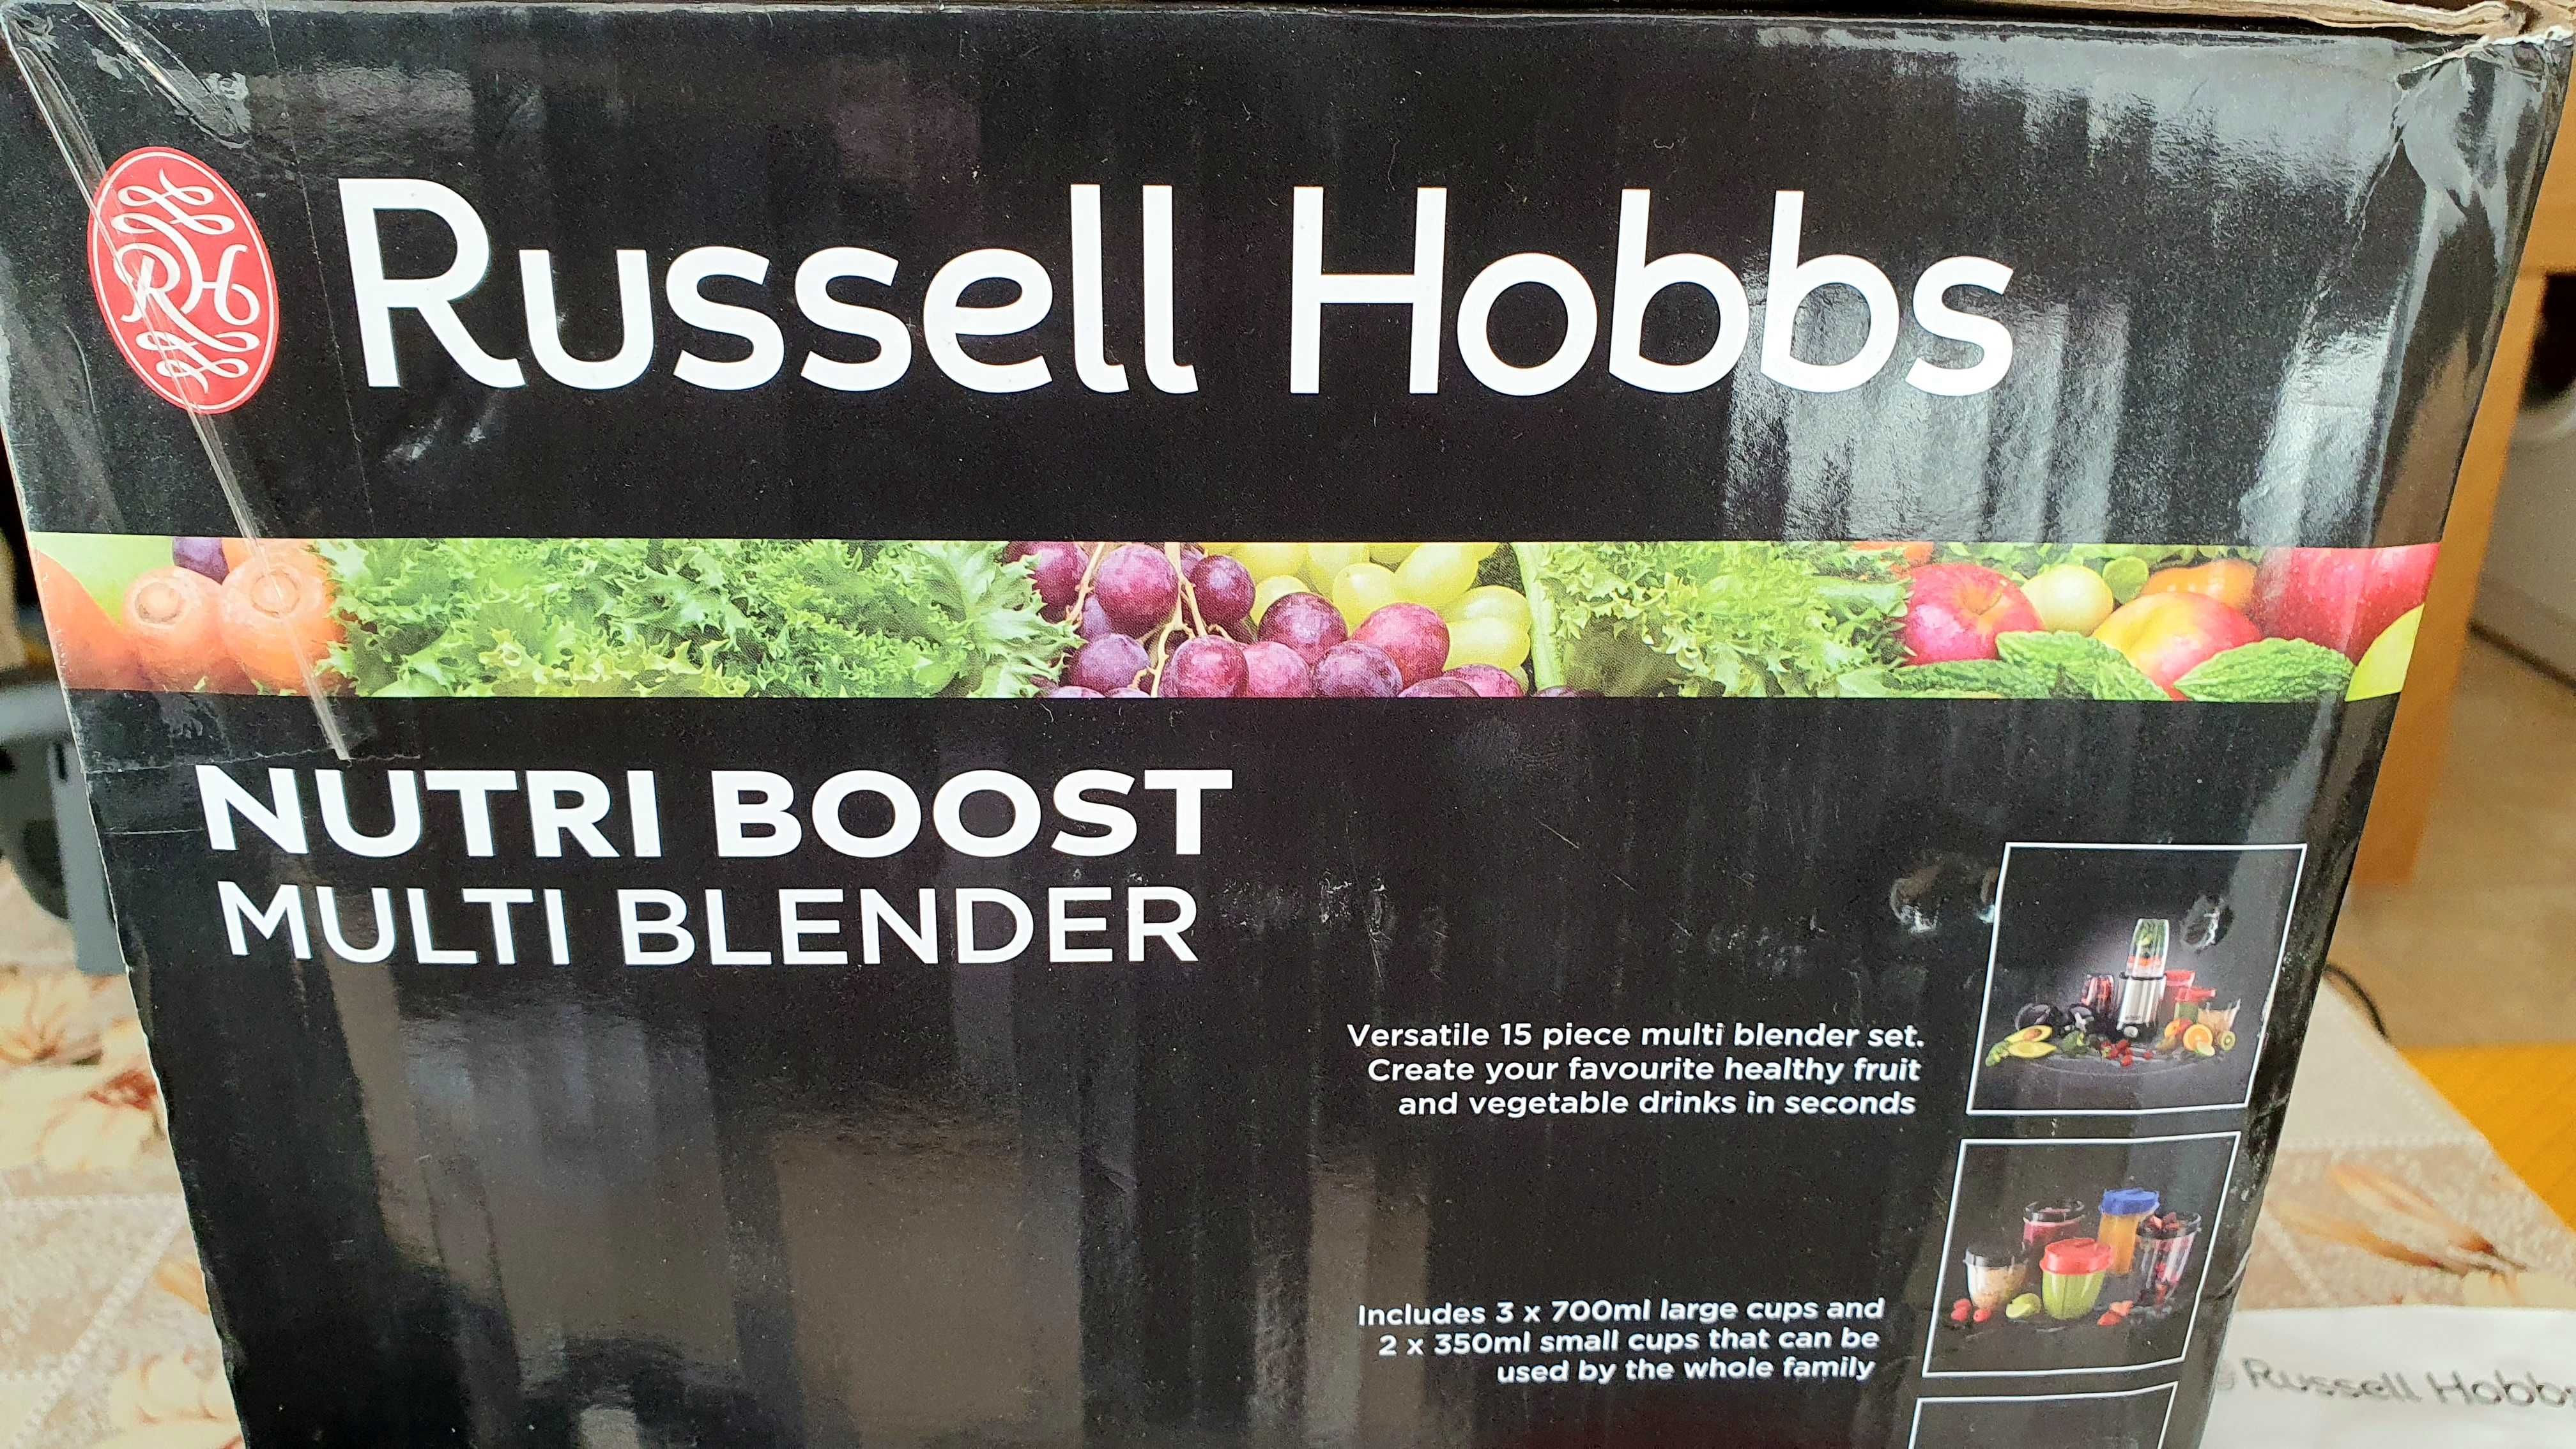 RH
Russell Hobbs
NUTRI BOOST
MULTI BLENDER
Versatile 15 piece multi blender set.
Create your favourite healthy fruit
and vegetable drinks in seconds
Includes 3 x 700ml large cups and
2 x 350ml small cups that can be
used by the whole family
Russell Hobbs